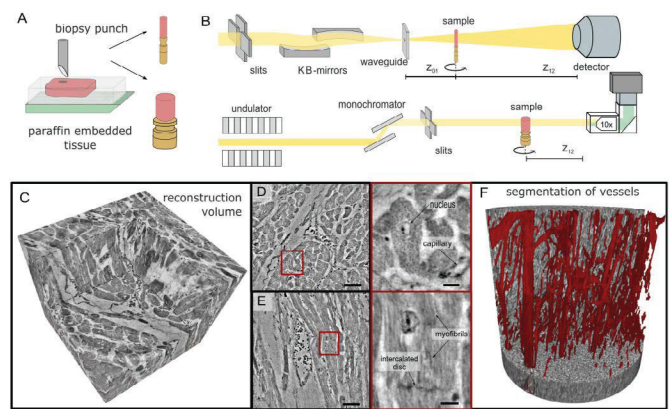 A
biopsy punch
paraffin embedded
tissue
B
slits
KB-mirrors
waveguide
sample
detector
Z01
Z12
undulator
monochromator
slits
sample
10x
Z12
C
reconstruction
volume
D
nucleus
capillary
E
myofibrils
intercalated
disc
F
segmentation of vessels